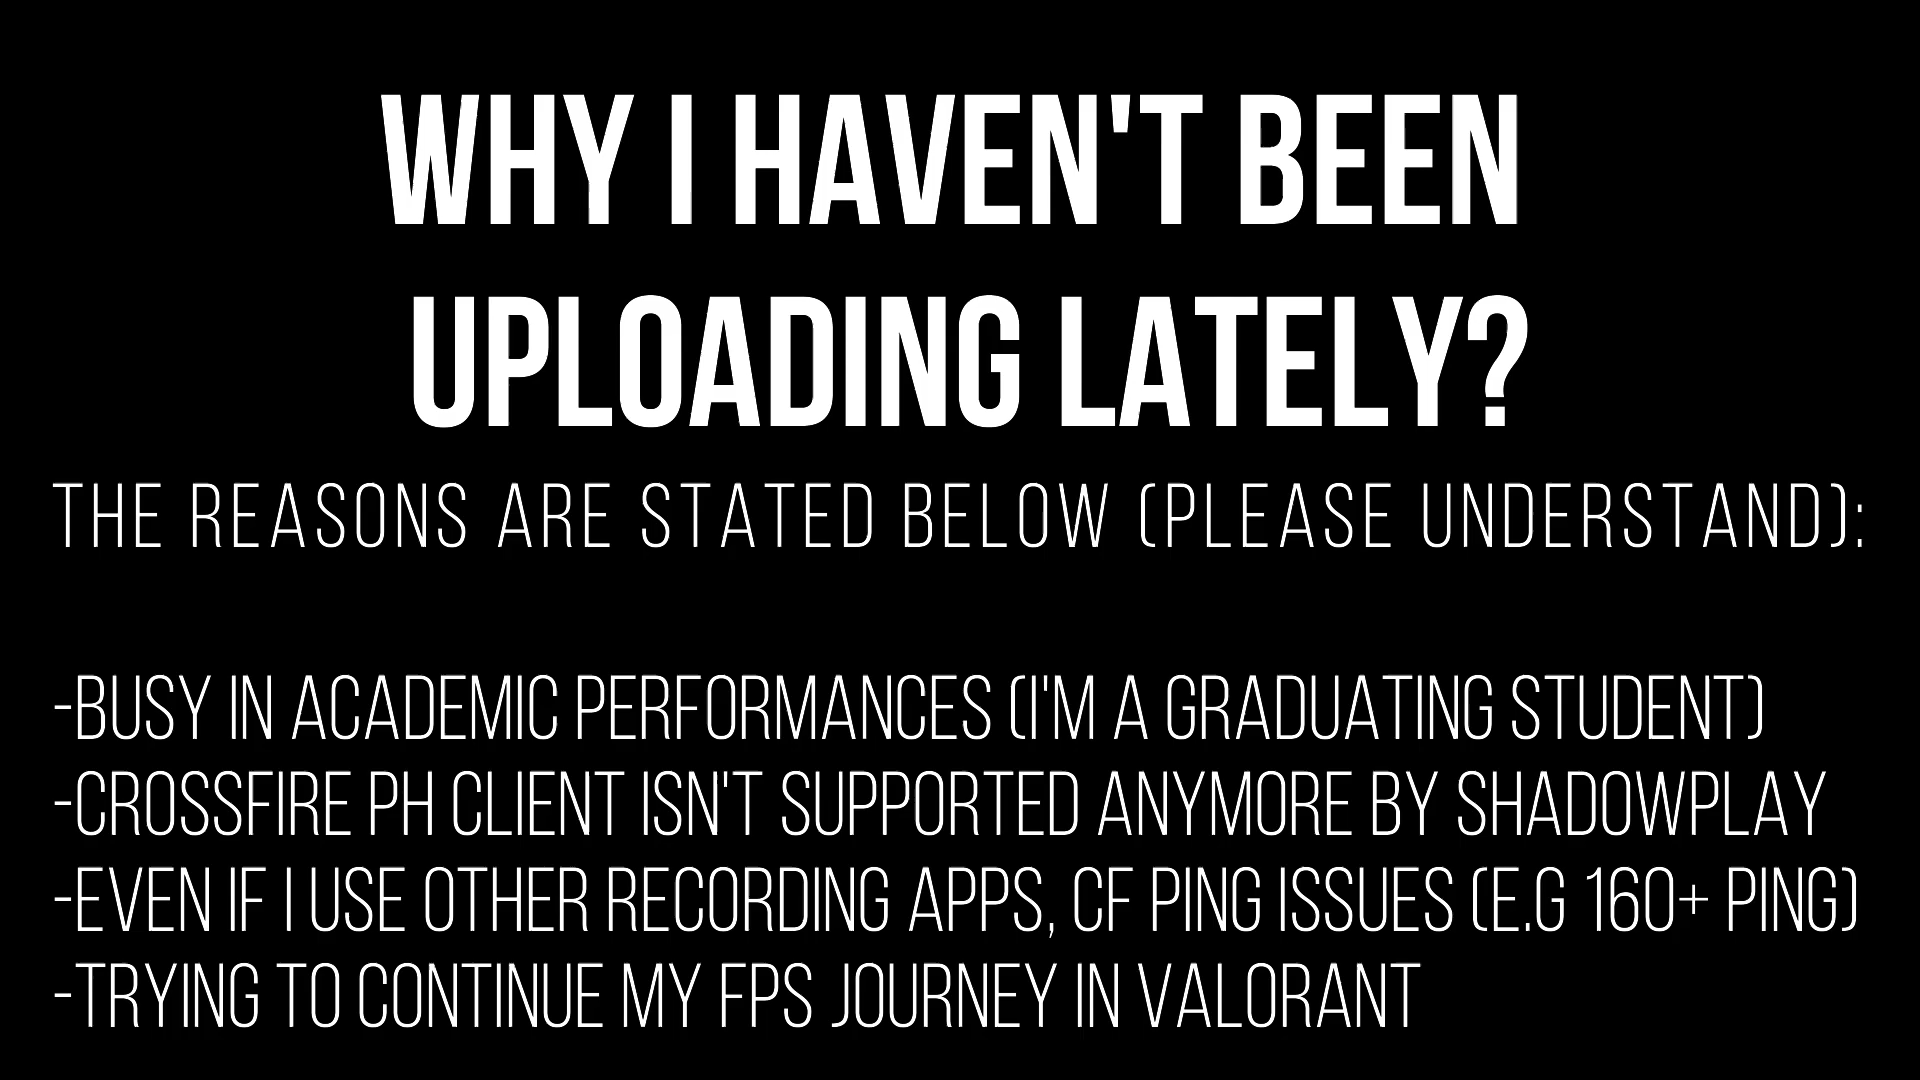 WHY I HAVEN'T BEEN
UPLOADING LATELY?
THE REASONS ARE STATED BELOW (PLEASE UNDERSTAND):
-BUSY IN ACADEMIC PERFORMANCES (I'M A GRADUATING STUDENT)
-CROSSFIRE PH CLIENT ISN'T SUPPORTED ANYMORE BY SHADOWPLAY
-EVEN IF I USE OTHER RECORDING APPS, CF PING ISSUES (E.G 160+ PING)
-TRYING TO CONTINUE MY FPS JOURNEY IN VALORANT